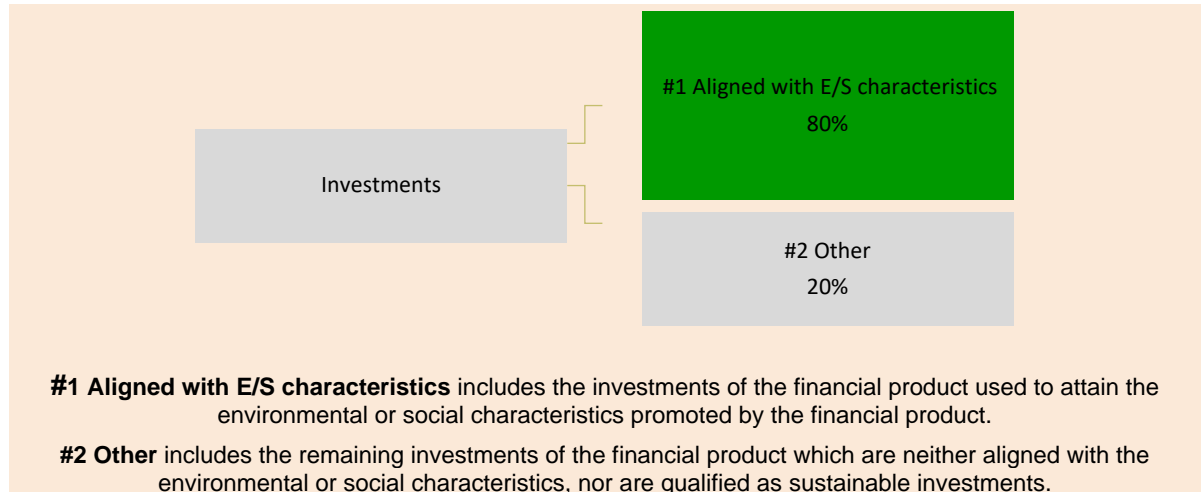 #1 Aligned with E/S characteristics
80%
Investments
#2 Other
20%
#1 Aligned with E/S characteristics includes the investments of the financial product used to attain the
environmental or social characteristics promoted by the financial product.
#2 Other includes the remaining investments of the financial product which are neither aligned with the
environmental or social characteristics, nor are qualified as sustainable investments.